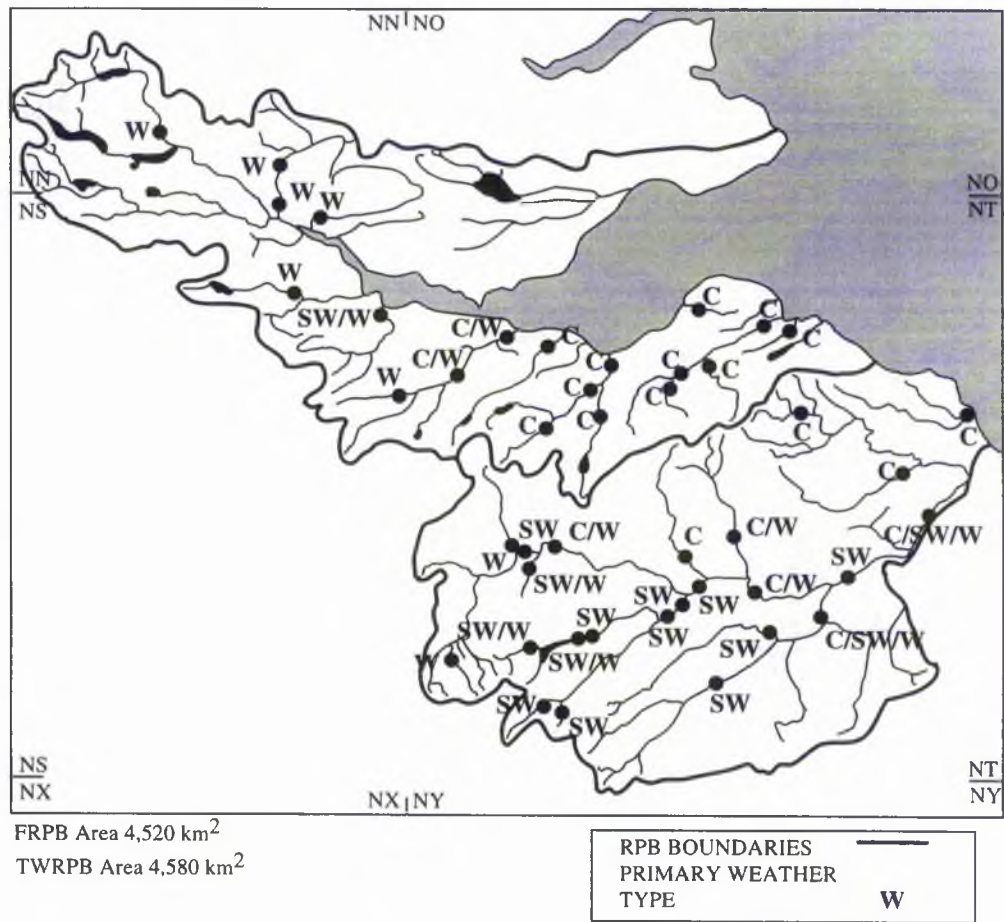 NN NO
W
W
NN
NS
W
W
NO
NT
W
SW/W
C
C
C/W
C
C
C/W
C
C
C
W
C
C
C
C
C
C
C
C
C/SW/W
SW
C/W
C/W
W
C
SW
SW/W
C/W
SW
SW
SW
SW/W
SW
SW
C/SW/W
W
SW/W
SW
SW
SW
NS
NX
NT
NY
NX NY
FRPB Area 4,520 km²
TWRPB Area 4,580 km²
RPB BOUNDARIES
PRIMARY WEATHER
TYPE W